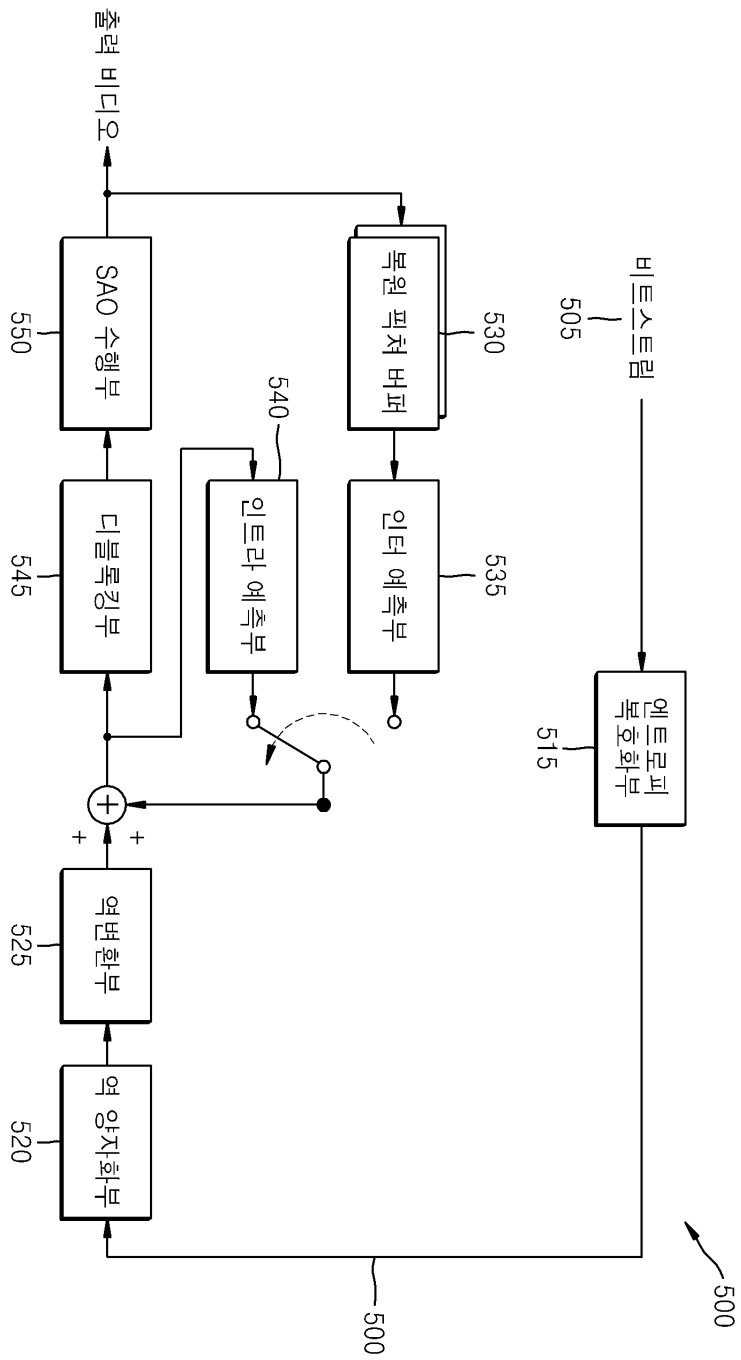 500
비트스트림
505
엔트로피
복호화부
515
530
복원 픽쳐 버퍼
535
인터 예측부
500
540
인트라 예측부
출력 비디오
SAO 수행부
550
디블록킹부
545
+
+
+
역변환부
525
역 양자화부
520